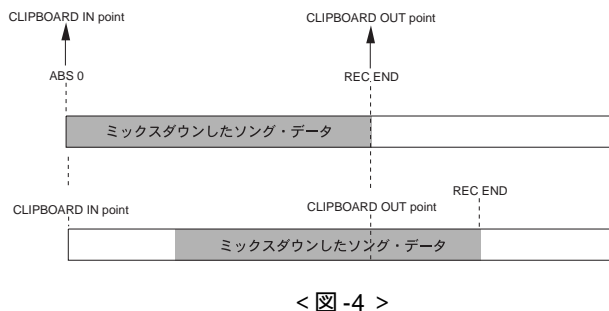 CLIPBOARD IN point
CLIPBOARD OUT point
ABS 0
REC END
ミックスダウンしたソング・データ
REC END
CLIPBOARD IN point
CLIPBOARD OUT point
ミックスダウンしたソング・データ
< 図 -4 >